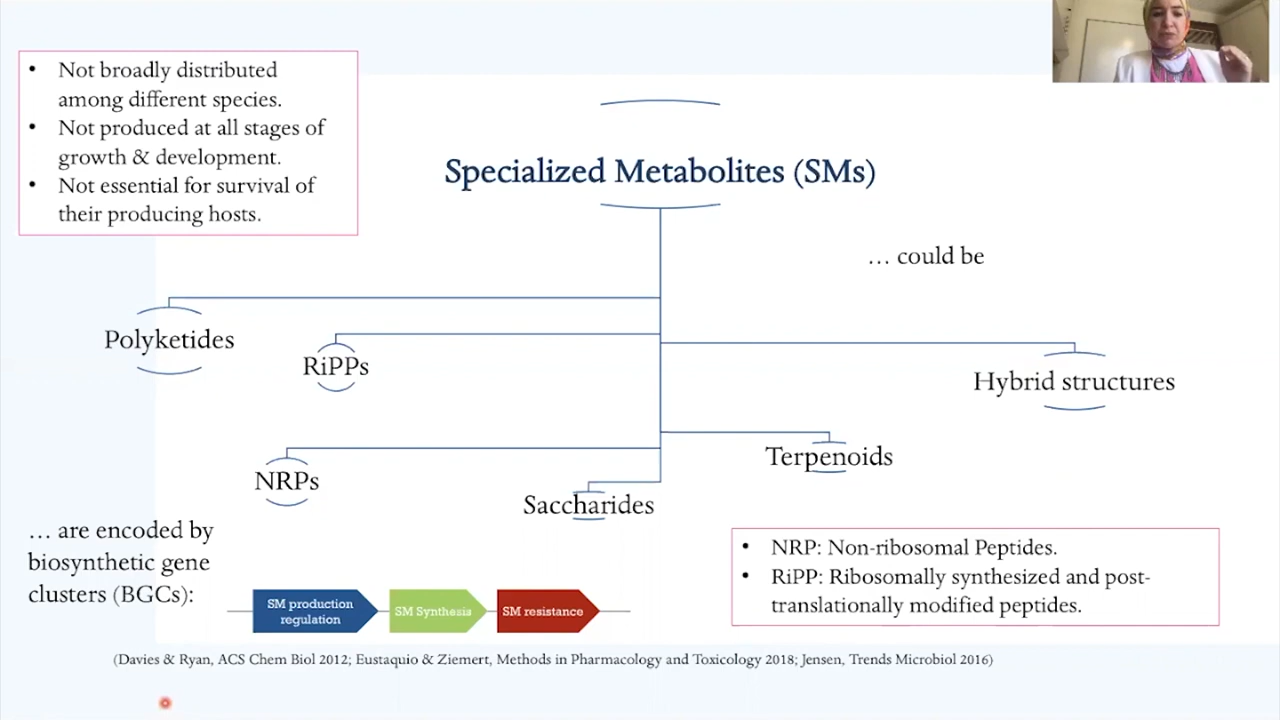 • Not broadly distributed
among different species.
• Not produced at all stages of
growth & development.
• Not essential for survival of
their producing hosts.
Specialized Metabolites (SMs)
... could be
Polyketides
RiPPs
Hybrid structures
NRPs
Terpenoids
Saccharides
... are encoded by
biosynthetic gene
clusters (BGCs):
SM production
regulation
SM Synthesis
SM resistance
• NRP: Non-ribosomal Peptides.
• RiPP: Ribosomally synthesized and post-
translationally modified peptides.
(Davies & Ryan, ACS Chem Biol 2012; Eustaquio & Ziemert, Methods in Pharmacology and Toxicology 2018; Jensen, Trends Microbiol 2016)